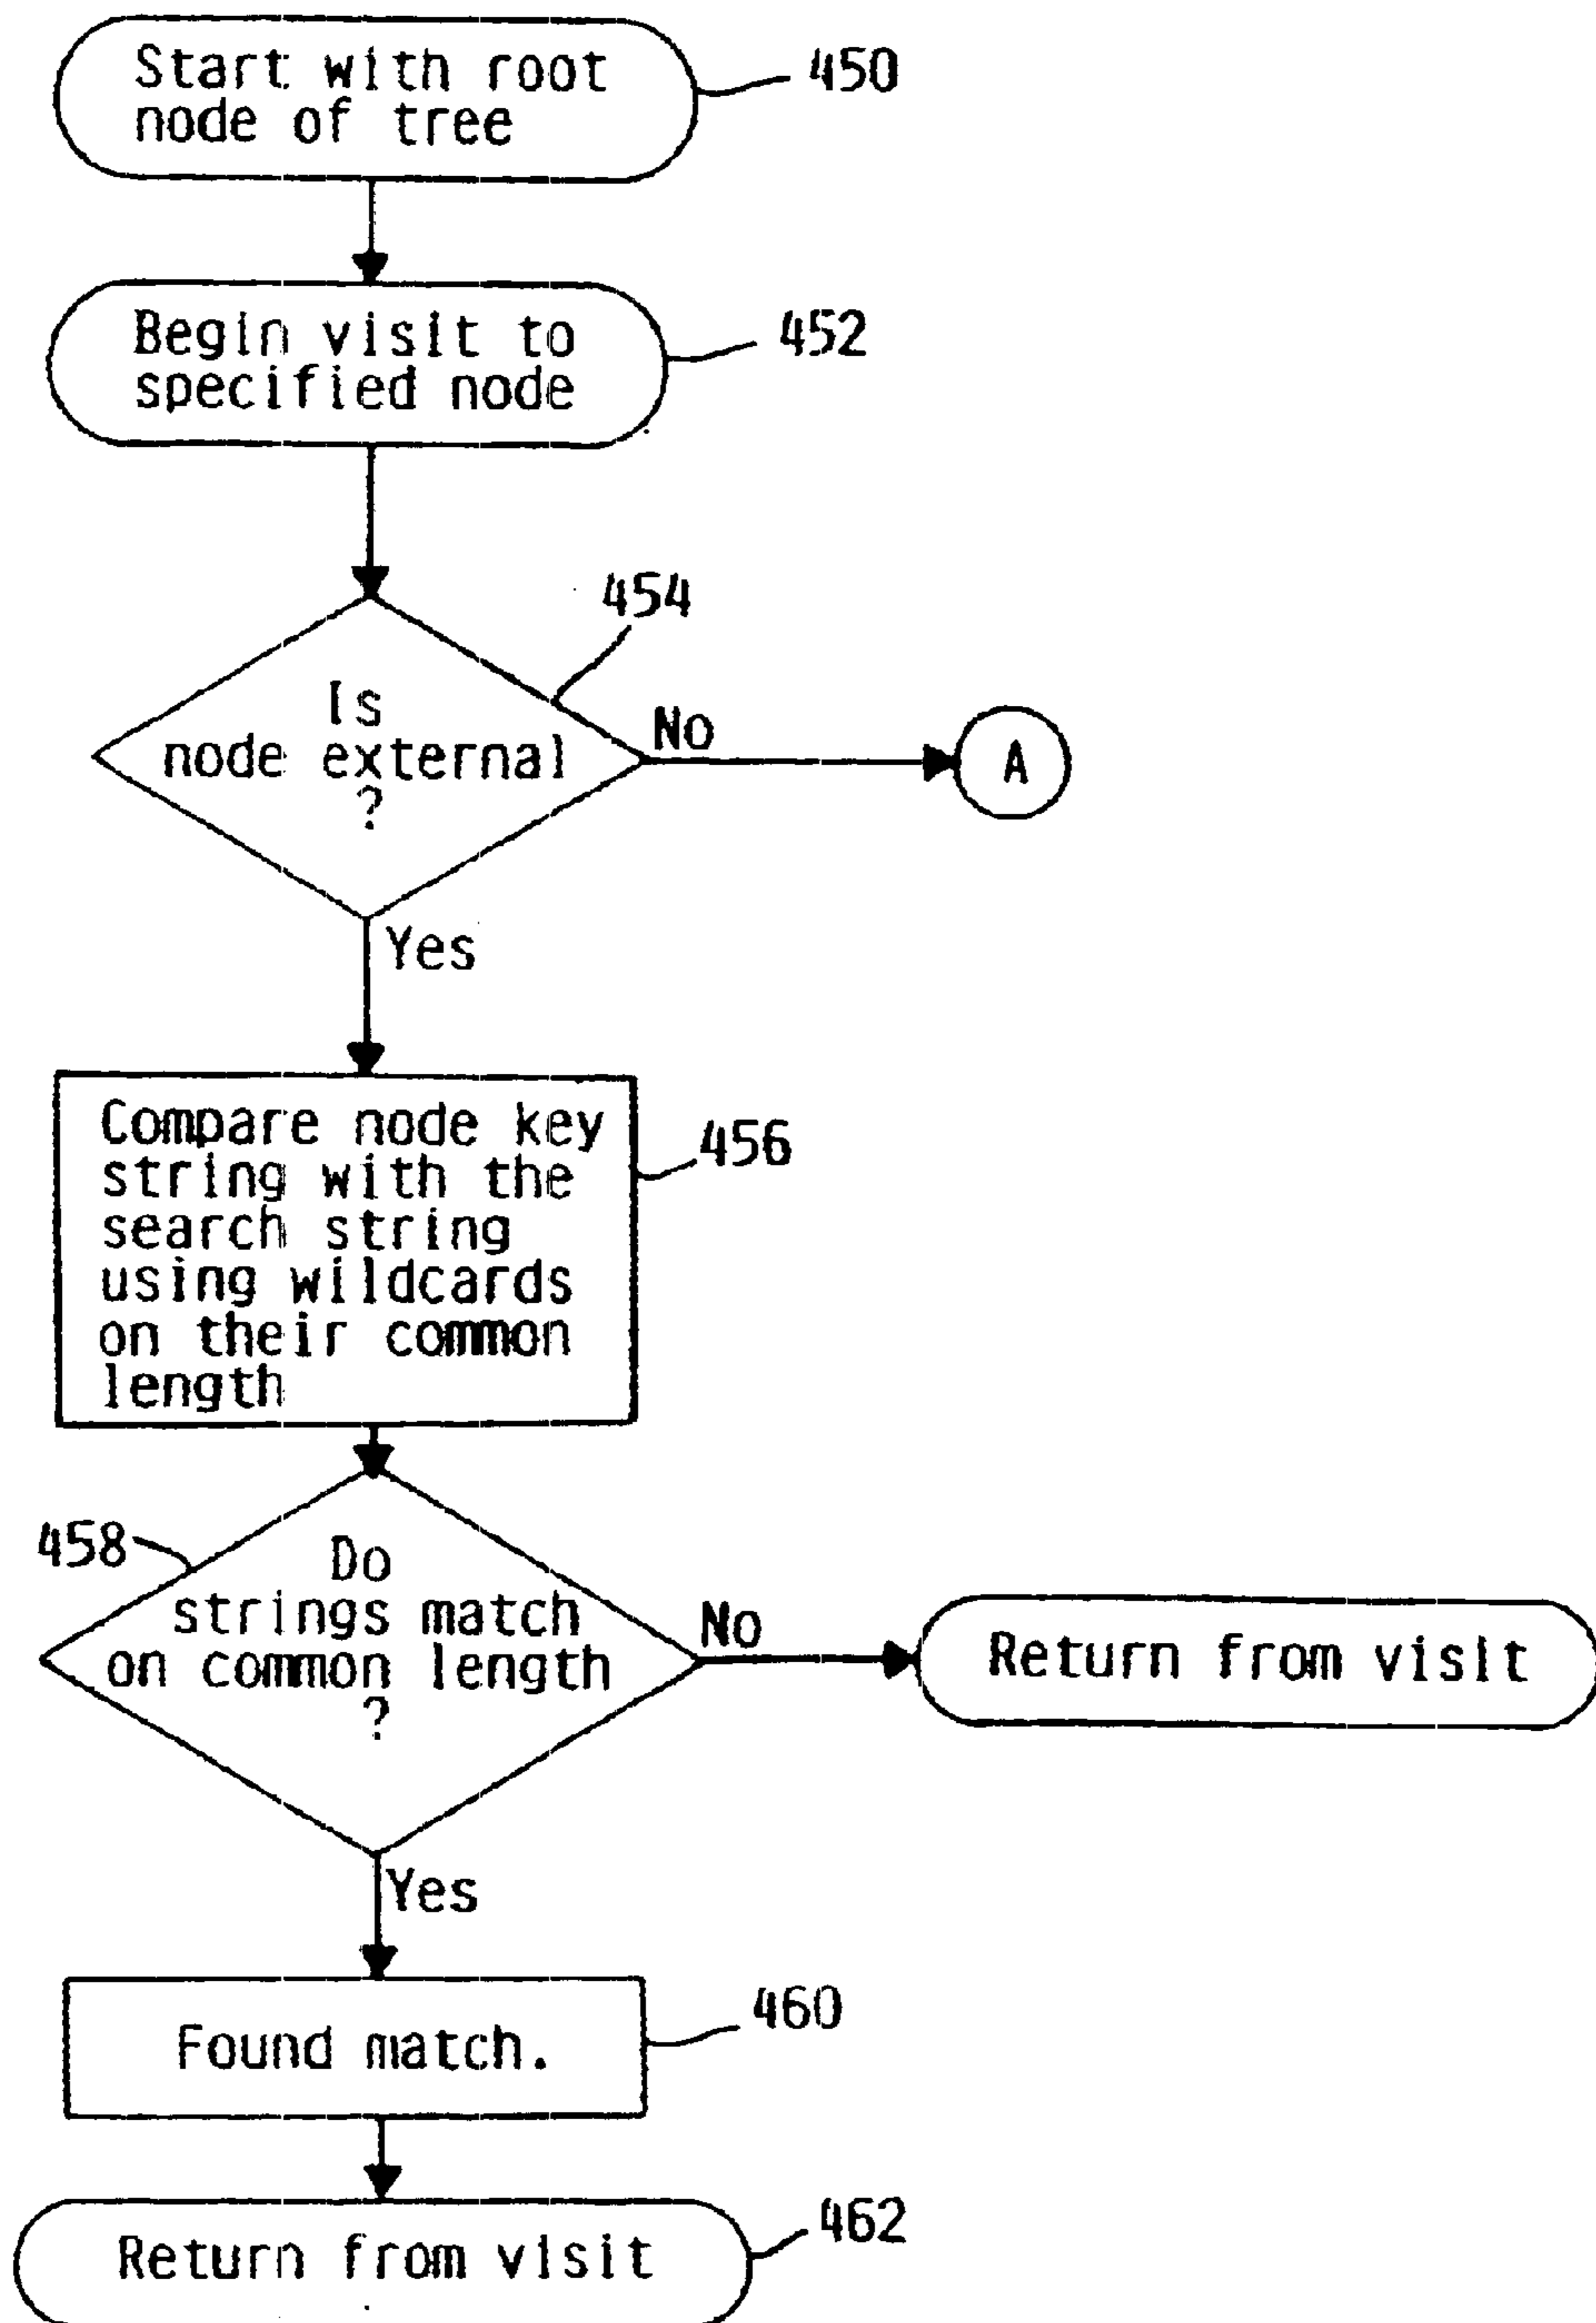 Start with root
node of tree
450
Begin visit to
specified node
452
454
Is
node external
?
No
A
Yes
Compare node key
string with the
search string
using wildcards
on their common
length
456
458
Do
strings match
on common length
?
No
Return from visit
Yes
Found match.
460
Return from visit
462